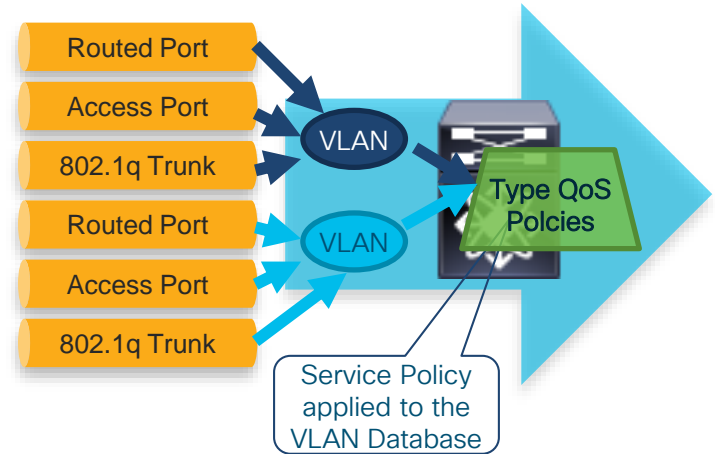 Routed Port
Access Port
802.1q Trunk
Routed Port
Access Port
802.1q Trunk
VLAN
VLAN
Type QoS
Polcies
Service Policy
applied to the
VLAN Database